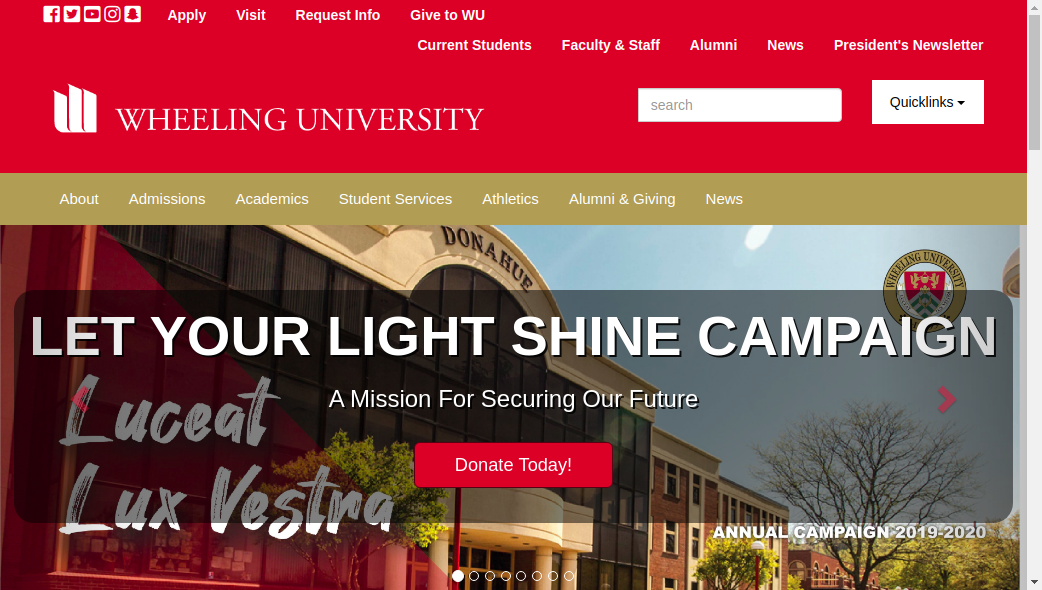 Apply Visit Request Info Give to WU
Current Students Faculty & Staff Alumni News President's Newsletter
WHEELING UNIVERSITY
search
Quicklinks
About Admissions Academics Student Services Athletics Alumni & Giving News
DONAHUE
WHEELING UNIVERSITY
LET YOUR LIGHT SHINE CAMPAIGN
A Mission For Securing Our Future
Luceat
Donate Today!
Lux Vestra
ANNUAL CAMPAIGN 2019-2020